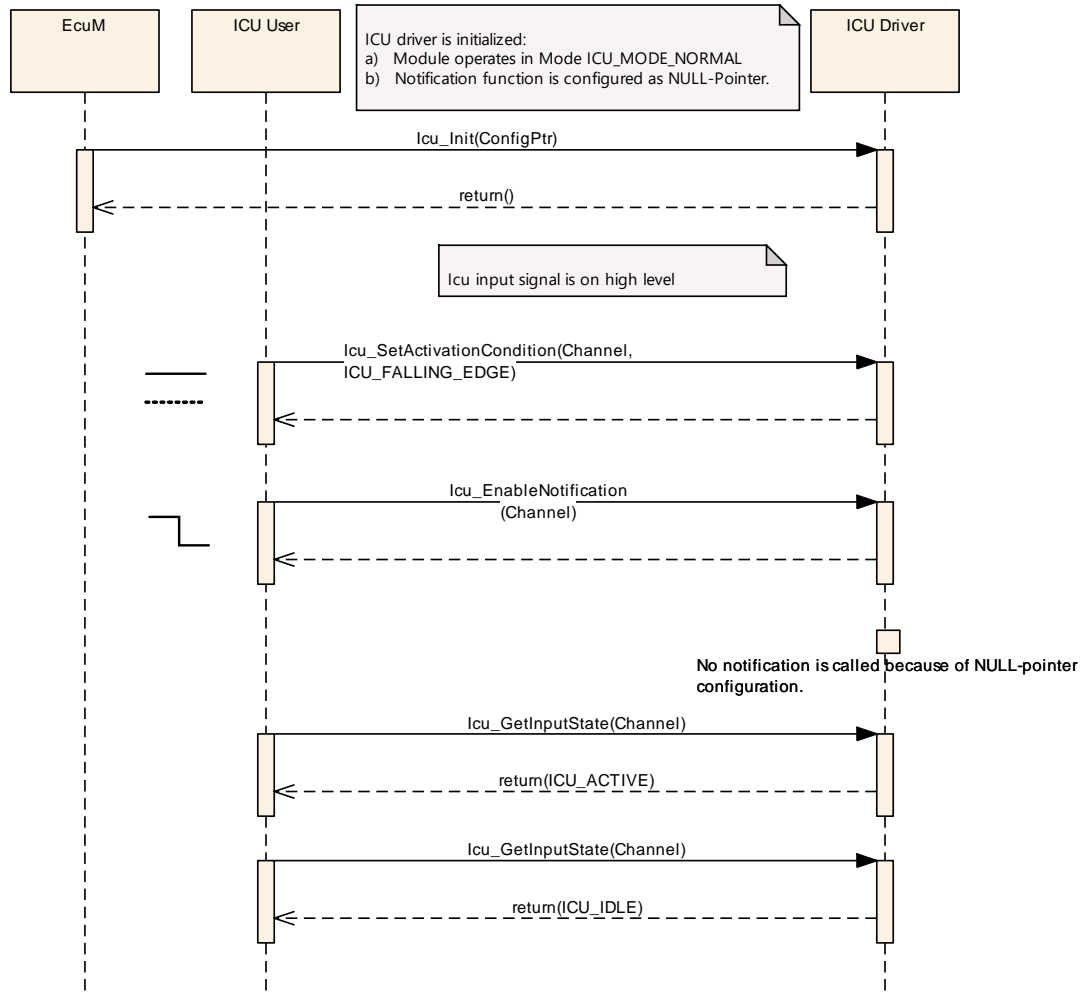 EcuM
ICU User
ICU driver is initialized:
a) Module operates in Mode ICU_MODE_NORMAL
b) Notification function is configured as NULL-Pointer.
ICU Driver
Icu_Init(ConfigPtr)
return()
Icu input signal is on high level
Icu_SetActivationCondition(Channel,
ICU_FALLING_EDGE)
Icu_EnableNotification
(Channel)
No notification is called because of NULL-pointer
configuration.
Icu_GetInputState(Channel)
return(ICU_ACTIVE)
Icu_GetInputState(Channel)
return(ICU_IDLE)